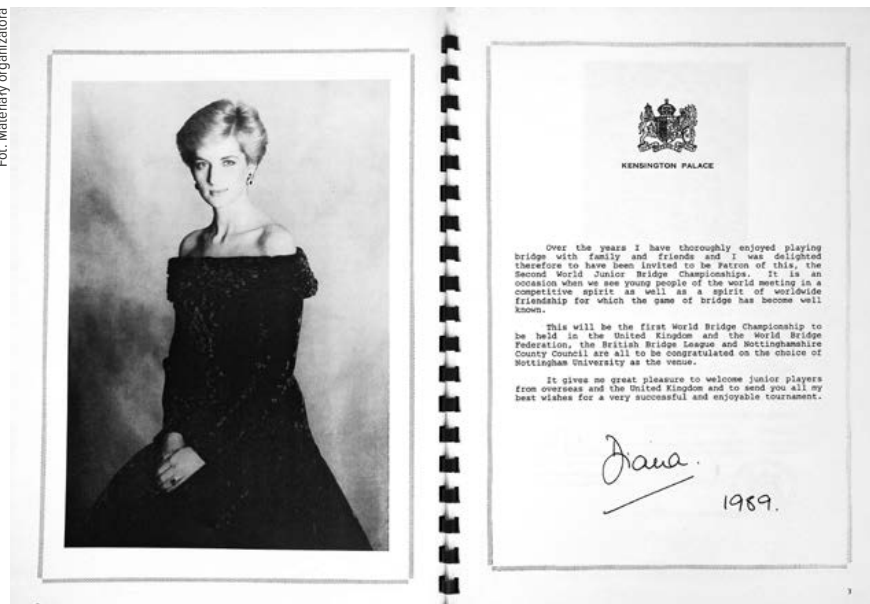 Fot. Materiały organizatora
KENSINGTON PALACE
Over the years I have thoroughly enjoyed playing
bridge with family and friends and I was delighted
therefore to have been invited to be Patron of this, the
Second World Junior Bridge Championships. It is an
occasion when we see young people of the world meeting in a
competitive spirit as well as a spirit of worldwide
friendship for which the game of bridge has become well
known.
This will be the first World Bridge Championship to
be held in the United Kingdom and the World Bridge
Federation, the British Bridge League and Nottinghamshire
County Council are all to be congratulated on the choice of
Nottingham University as the venue.
It gives me great pleasure to welcome junior players
from overseas and the United Kingdom and to send you all my
best wishes for a very successful and enjoyable tournament.
Diana.
1989.
3